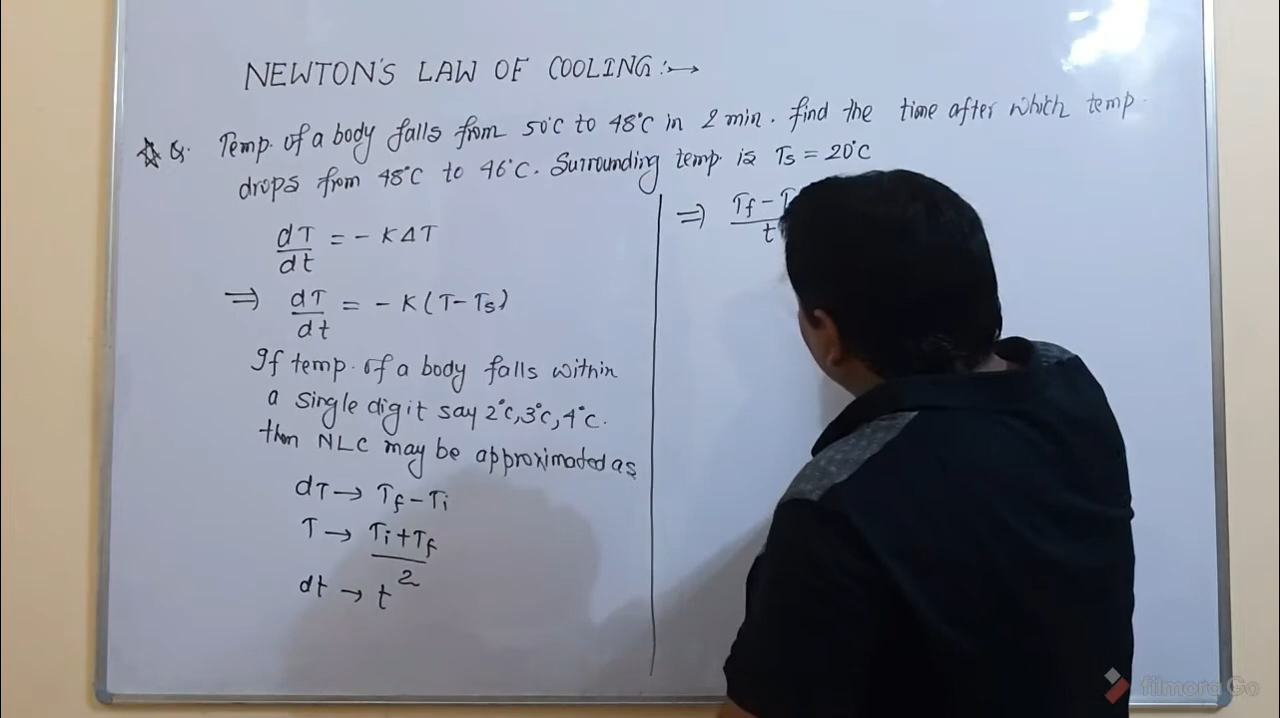 NEWTON'S LAW OF COOLING :→
Q. Temp. of a body falls from 50°C to 48°C in 2 min. find the time after which temp.
drops from 48°C to 46°C. Surrounding temp. is Ts = 20°C
dT/dt = - KΔT
⇒ dT/dt = - K(T-Ts)
If temp. of a body falls within
a single digit say 2°C, 3°C, 4°C.
then NLC may be approximated as
dT → Tf - Ti
T → Ti+Tf/2
dt → t
⇒ Tf - T/t
filmora Go